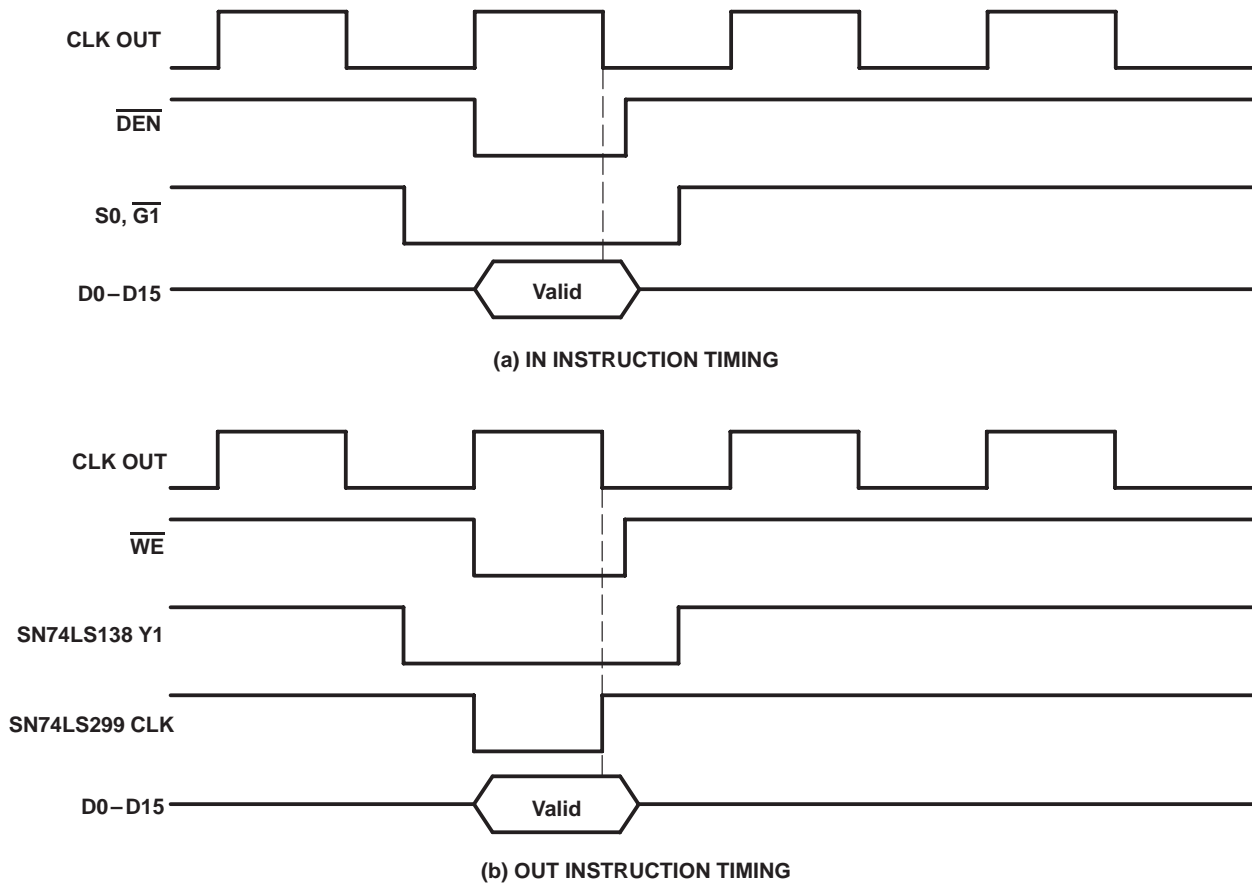 CLK OUT
DEN
S0, G1
D0–D15
Valid
(a) IN INSTRUCTION TIMING
CLK OUT
WE
SN74LS138 Y1
SN74LS299 CLK
D0–D15
Valid
(b) OUT INSTRUCTION TIMING